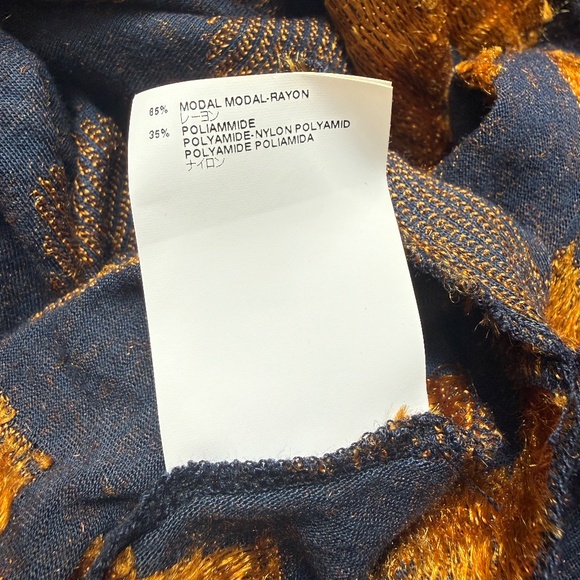 65% MODAL MODAL-RAYON
レーヨン
35% POLIAMMIDE
POLYAMIDE-NYLON POLYAMID
POLYAMIDE POLIAMIDA
ナイロン